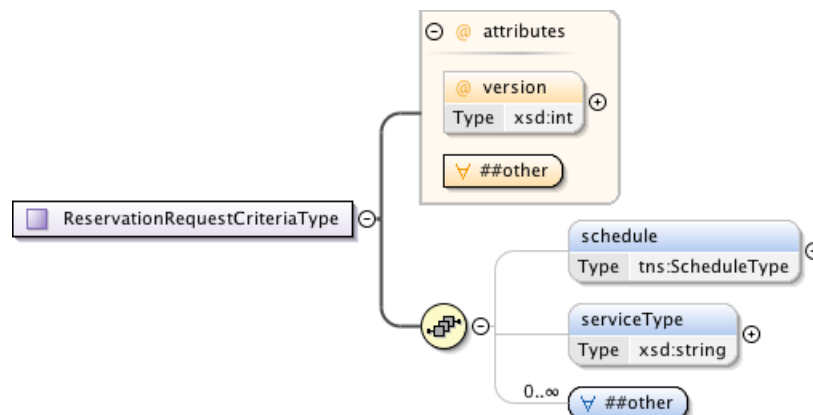 @ attributes
@ version
Type xsd:int
∀ ##other
ReservationRequestCriteriaType
schedule
Type tns:ScheduleType
serviceType
Type xsd:string
0..∞
∀ ##other